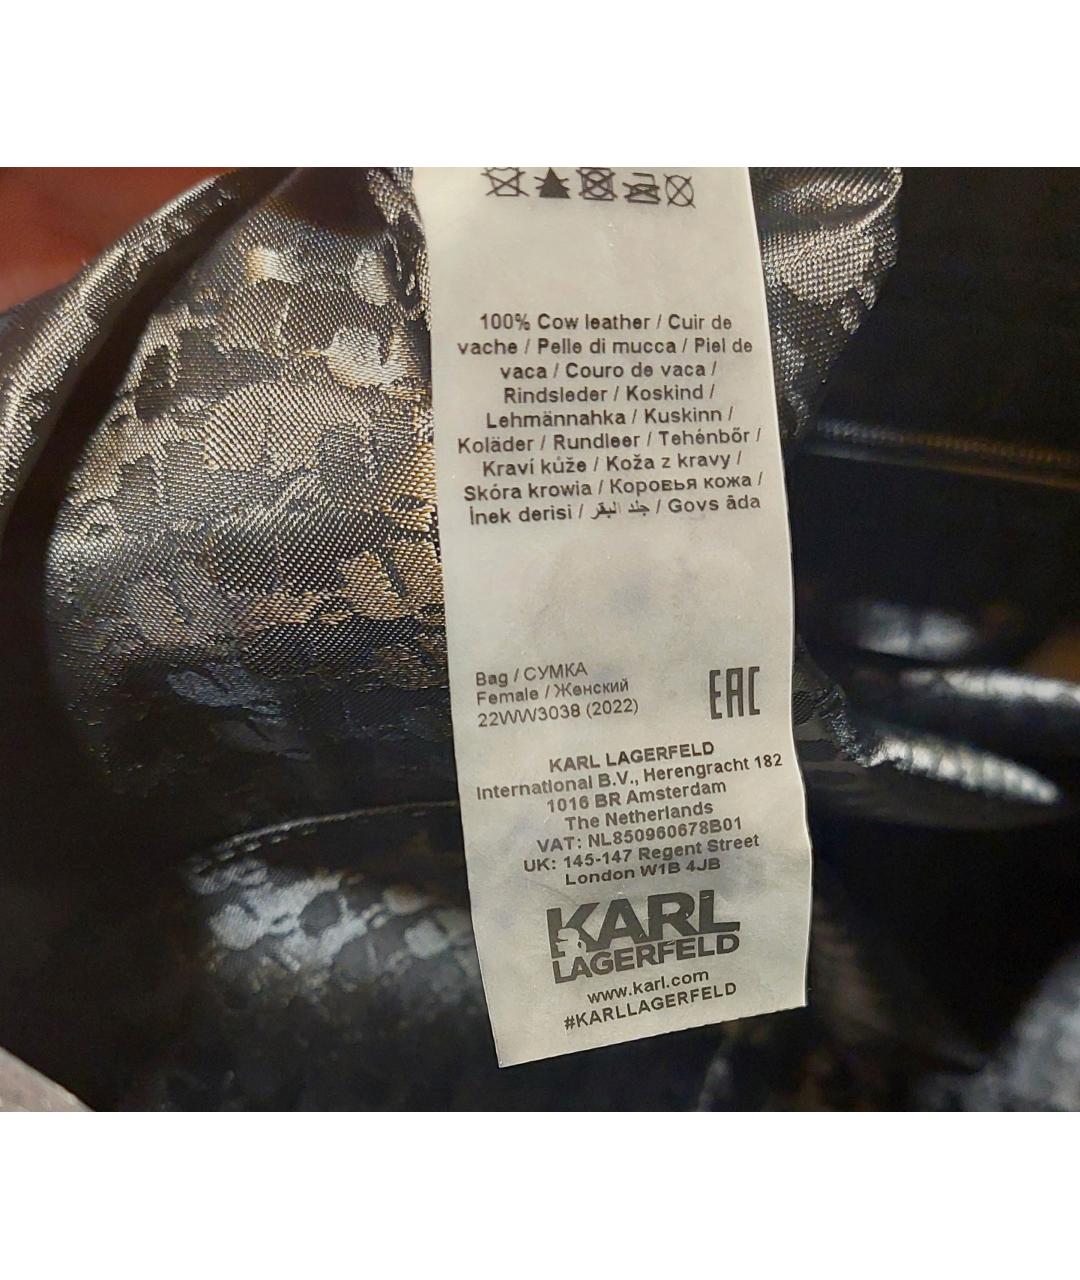 100% Cow leather / Cuir de
vache / Pelle di mucca / Piel de
vaca / Couro de vaca /
Rindsleder / Koskind /
Lehmännahka / Kuskinn /
Koläder / Rundleer / Tehénbőr /
Kraví kůže / Koža z kravy /
Skóra krowia / Коровья кожа /
İnek derisi / جلد البقر / Govs āda
Bag / СУМКА
Female / Женский
22WW3038 (2022)
EAC
KARL LAGERFELD
International B.V., Herengracht 182
1016 BR Amsterdam
The Netherlands
VAT: NL850960678B01
UK: 145-147 Regent Street
London W1B 4JB
KARL
LAGERFELD
www.karl.com
#KARLLAGERFELD